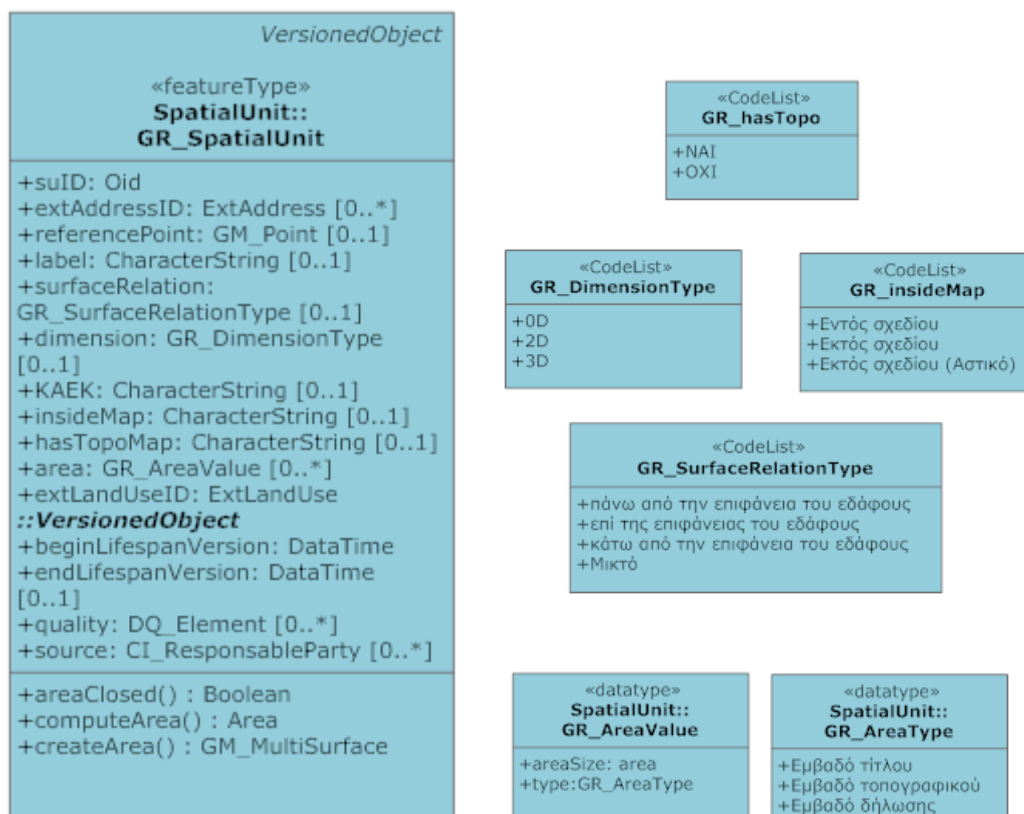 VersionedObject
«featureType»
SpatialUnit::
GR_SpatialUnit
+suID: Oid
+extAddressID: ExtAddress [0..*]
+referencePoint: GM_Point [0..1]
+label: CharacterString [0..1]
+surfaceRelation:
GR_SurfaceRelationType [0..1]
+dimension: GR_DimensionType
[0..1]
+KAEK: CharacterString [0..1]
+insideMap: CharacterString [0..1]
+hasTopoMap: CharacterString [0..1]
+area: GR_AreaValue [0..*]
+extLandUseID: ExtLandUse
::VersionedObject
+beginLifespanVersion: DataTime
+endLifespanVersion: DataTime
[0..1]
+quality: DQ_Element [0..*]
+source: CI_ResponsableParty [0..*]
+areaClosed() : Boolean
+computeArea() : Area
+createArea() : GM_MultiSurface
«CodeList»
GR_hasTopo
+ΝΑΙ
+ΟΧΙ
«CodeList»
GR_DimensionType
+0D
+2D
+3D
«CodeList»
GR_insideMap
+Εντός σχεδίου
+Εκτός σχεδίου
+Εκτός σχεδίου (Αστικό)
«CodeList»
GR_SurfaceRelationType
+πάνω από την επιφάνεια του εδάφους
+επί της επιφάνειας του εδάφους
+κάτω από την επιφάνεια του εδάφους
+Μικτό
«datatype»
SpatialUnit::
GR_AreaValue
+areaSize: area
+type:GR_AreaType
«datatype»
SpatialUnit::
GR_AreaType
+Εμβαδό τίτλου
+Εμβαδό τοπογραφικού
+Εμβαδό δήλωσης